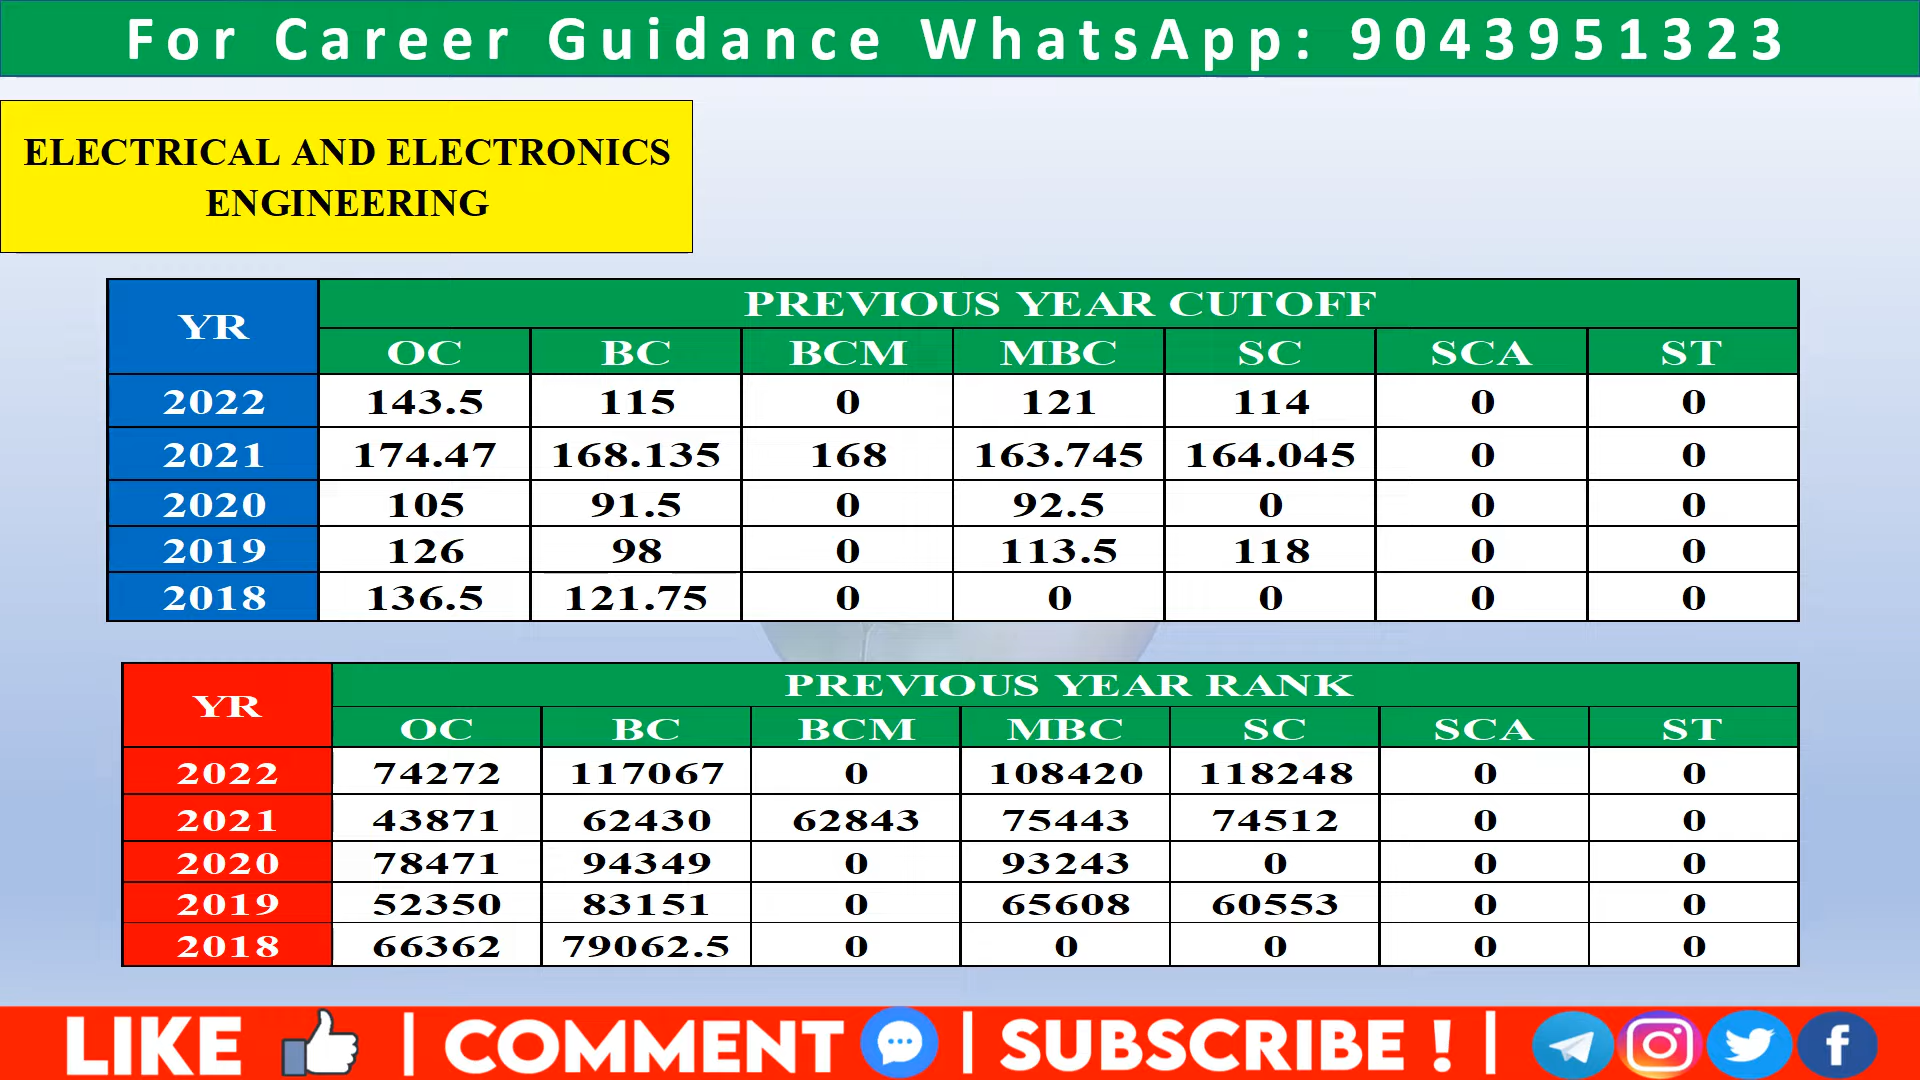 For Career Guidance WhatsApp: 9043951323
ELECTRICAL AND ELECTRONICS
ENGINEERING
YR PREVIOUS YEAR CUTOFF
OC BC BCM MBC SC SCA ST
2022 143.5 115 0 121 114 0 0
2021 174.47 168.135 168 163.745 164.045 0 0
2020 105 91.5 0 92.5 0 0 0
2019 126 98 0 113.5 118 0 0
2018 136.5 121.75 0 0 0 0 0
YR PREVIOUS YEAR RANK
OC BC BCM MBC SC SCA ST
2022 74272 117067 0 108420 118248 0 0
2021 43871 62430 62843 75443 74512 0 0
2020 78471 94349 0 93243 0 0 0
2019 52350 83151 0 65608 60553 0 0
2018 66362 79062.5 0 0 0 0 0
LIKE | COMMENT | SUBSCRIBE ! |